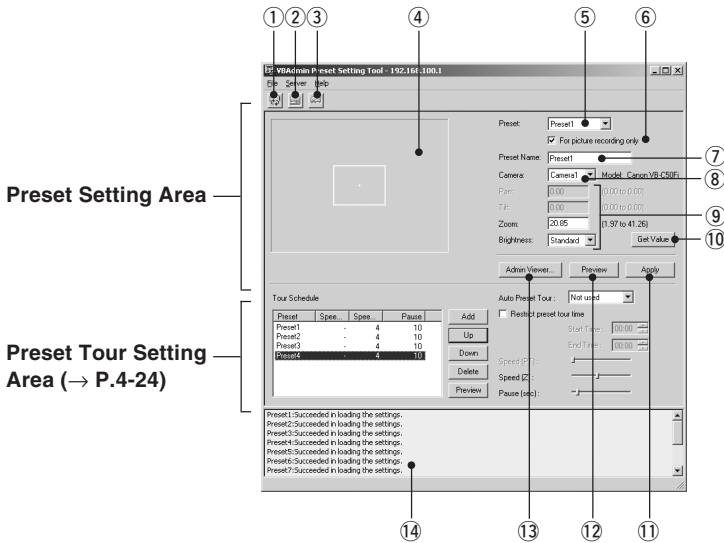 ① ② ③ ④ ⑤ ⑥
VBAdmin Preset Setting Tool - 192.168.100.1
File Server Help
Preset Setting Area
Preset: Preset1
For picture recording only
Preset Name: Preset1 ⑦
Camera: Camera1 Model: Canon VB-C50Fi ⑧
Pan: 0.00 (0.00 to 0.00)
Tilt: 0.00 (0.00 to 0.00) ⑨
Zoom: 20.85 (1.97 to 41.26)
Brightness: Standard Get Value ⑩
Admin Viewer... Preview Apply
Preset Tour Setting
Area (→ P.4-24)
Tour Schedule
Preset Spee... Spee... Pause
Preset1 - 4 10
Preset2 - 4 10
Preset3 - 4 10
Preset4 - 4 10
Add
Up
Down
Delete
Preview
Auto Preset Tour : Not used
Restrict preset tour time
Start Time : 00:00
End Time : 00:00
Speed (PT) :
Speed (Z) :
Pause (sec) :
Preset1:Succeeded in loading the settings.
Preset2:Succeeded in loading the settings.
Preset3:Succeeded in loading the settings.
Preset4:Succeeded in loading the settings.
Preset5:Succeeded in loading the settings.
Preset6:Succeeded in loading the settings.
Preset7:Succeeded in loading the settings.
⑭ ⑬ ⑫ ⑪